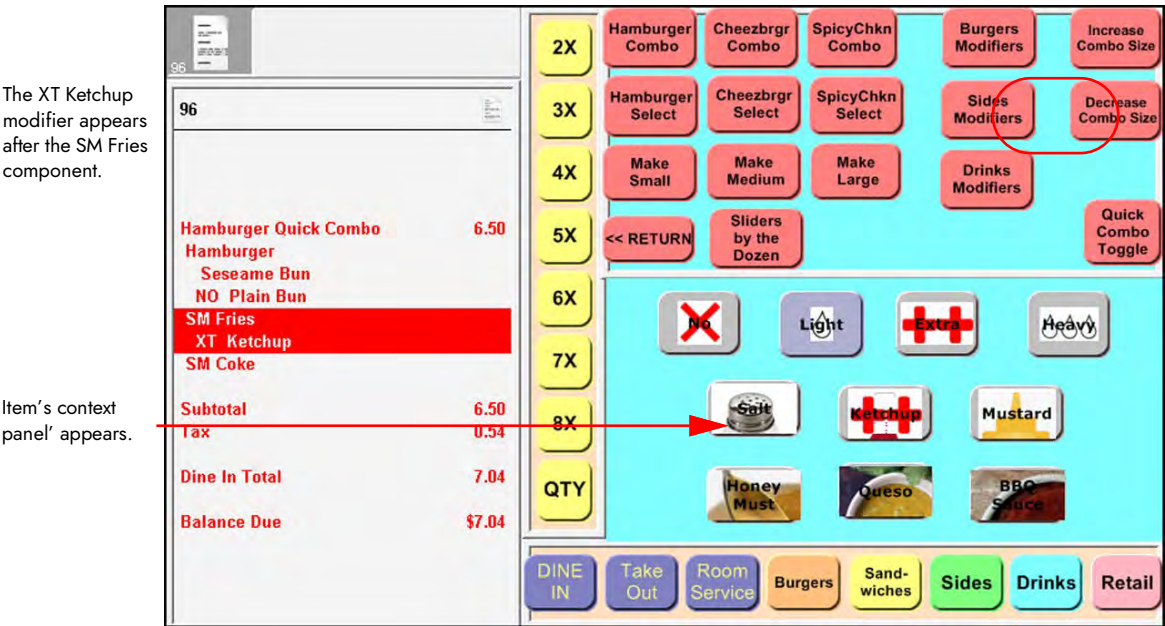 The XT Ketchup
modifier appears
after the SM Fries
component.
Item's context
panel' appears.
96
96
Hamburger Quick Combo 6.50
Hamburger
Seseame Bun
NO Plain Bun
SM Fries
XT Ketchup
SM Coke
Subtotal 6.50
Tax 0.54
Dine In Total 7.04
Balance Due $7.04
2X
3X
4X
5X
6X
7X
8X
QTY
Hamburger
Combo
Cheezbrgr
Combo
SpicyChkn
Combo
Burgers
Modifiers
Increase
Combo Size
Hamburger
Select
Cheezbrgr
Select
SpicyChkn
Select
Sides
Modifiers
Decrease
Combo Size
Make
Small
Make
Medium
Make
Large
Drinks
Modifiers
<< RETURN
Sliders
by the
Dozen
Quick
Combo
Toggle
No
Light
Extra
Heavy
Salt
Ketchup
Mustard
Honey
Must
Queso
BBQ
Sauce
DINE
IN
Take
Out
Room
Service
Burgers
Sand-
wiches
Sides
Drinks
Retail